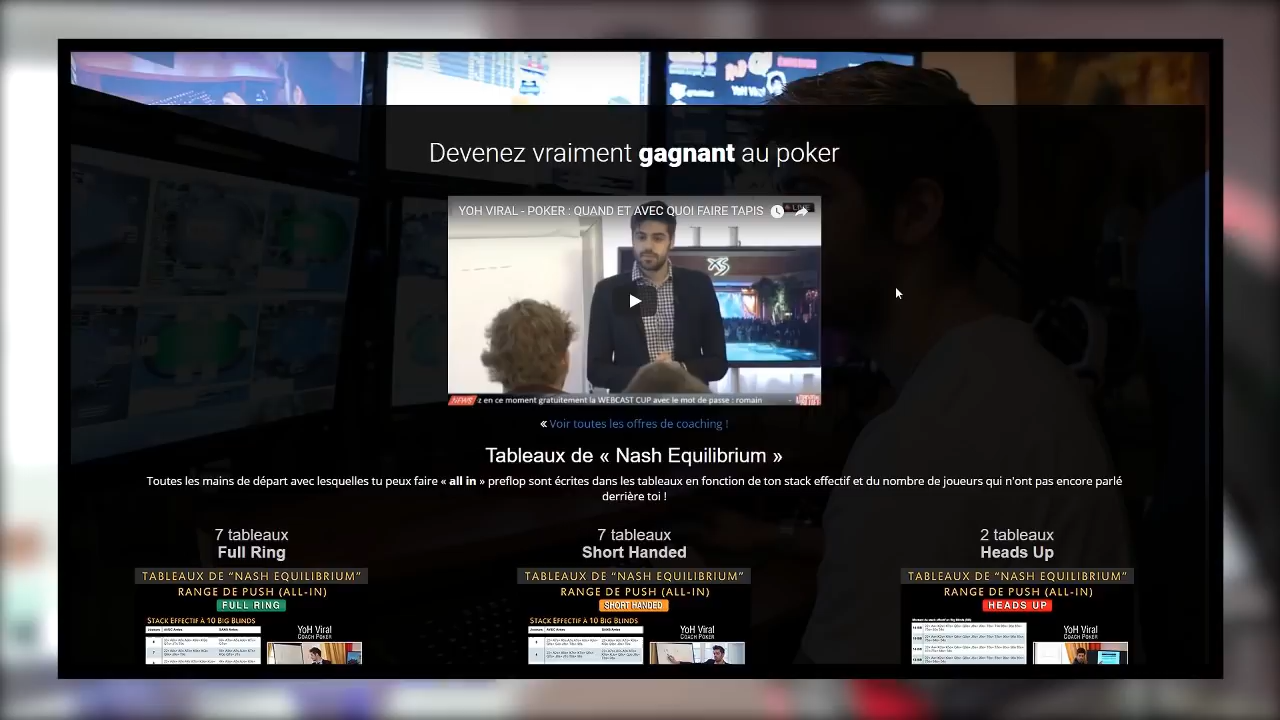 Devenez vraiment gagnant au poker
YOH VIRAL - POKER : QUAND ET AVEC QUOI FAIRE TAPIS
LIVE
XS
NEWS z en ce moment gratuitement la WEBCAST CUP avec le mot de passe : romain -
« Voir toutes les offres de coaching !
Tableaux de « Nash Equilibrium »
Toutes les mains de départ avec lesquelles tu peux faire « all in » preflop sont écrites dans les tableaux en fonction de ton stack effectif et du nombre de joueurs qui n'ont pas encore parlé
derrière toi !
7 tableaux
Full Ring
TABLEAUX DE “NASH EQUILIBRIUM”
RANGE DE PUSH (ALL-IN)
FULL RING
STACK EFFECTIF À 10 BIG BLINDS
YoH Viral
COACH POKER
7 tableaux
Short Handed
TABLEAUX DE “NASH EQUILIBRIUM”
RANGE DE PUSH (ALL-IN)
SHORT HANDED
STACK EFFECTIF À 10 BIG BLINDS
YoH Viral
COACH POKER
2 tableaux
Heads Up
TABLEAUX DE “NASH EQUILIBRIUM”
RANGE DE PUSH (ALL-IN)
HEADS UP
YoH Viral
COACH POKER